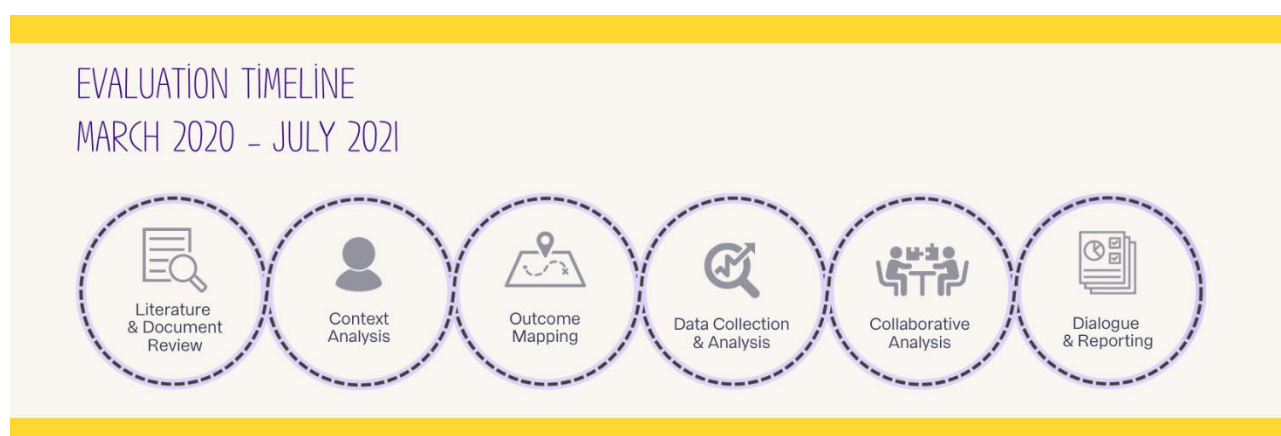 EVALUATION TIMELINE
MARCH 2020 – JULY 2021
Literature
& Document
Review
Context
Analysis
Outcome
Mapping
Data Collection
& Analysis
Collaborative
Analysis
Dialogue
& Reporting